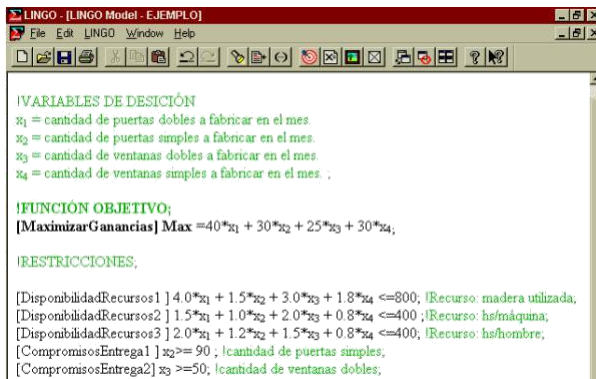 LINGO - [LINGO Model - EJEMPLO]
File Edit LINGO Window Help
!VARIABLES DE DESICIÓN
x₁ = cantidad de puertas dobles a fabricar en el mes.
x₂ = cantidad de puertas simples a fabricar en el mes.
x₃ = cantidad de ventanas dobles a fabricar en el mes.
x₄ = cantidad de ventanas simples a fabricar en el mes. ;
!FUNCIÓN OBJETIVO;
[MaximizarGanancias] Max =40*x₁ + 30*x₂ + 25*x₃ + 30*x₄;
!RESTRICCIONES;
[DisponibilidadRecursos1 ] 4.0*x₁ + 1.5*x₂ + 3.0*x₃ + 1.8*x₄ <=800; !Recurso: madera utilizada;
[DisponibilidadRecursos2 ] 1.5*x₁ + 1.0*x₂ + 2.0*x₃ + 0.8*x₄ <=400 ;!Recurso: hs/máquina;
[DisponibilidadRecursos3 ] 2.0*x₁ + 1.2*x₂ + 1.5*x₃ + 0.8*x₄ <=400; !Recurso: hs/hombre;
[CompromisosEntrega1 ] x₂>= 90 ; !cantidad de puertas simples;
[CompromisosEntrega2] x₃ >=50; !cantidad de ventanas dobles;